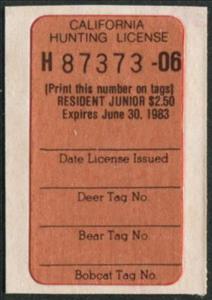 CALIFORNIA
HUNTING LICENSE
H 87373 -06
(Print this number on tags)
RESIDENT JUNIOR $2.50
Expires June 30, 1983
Date License Issued
Deer Tag No.
Bear Tag No.
Bobcat Tag No.